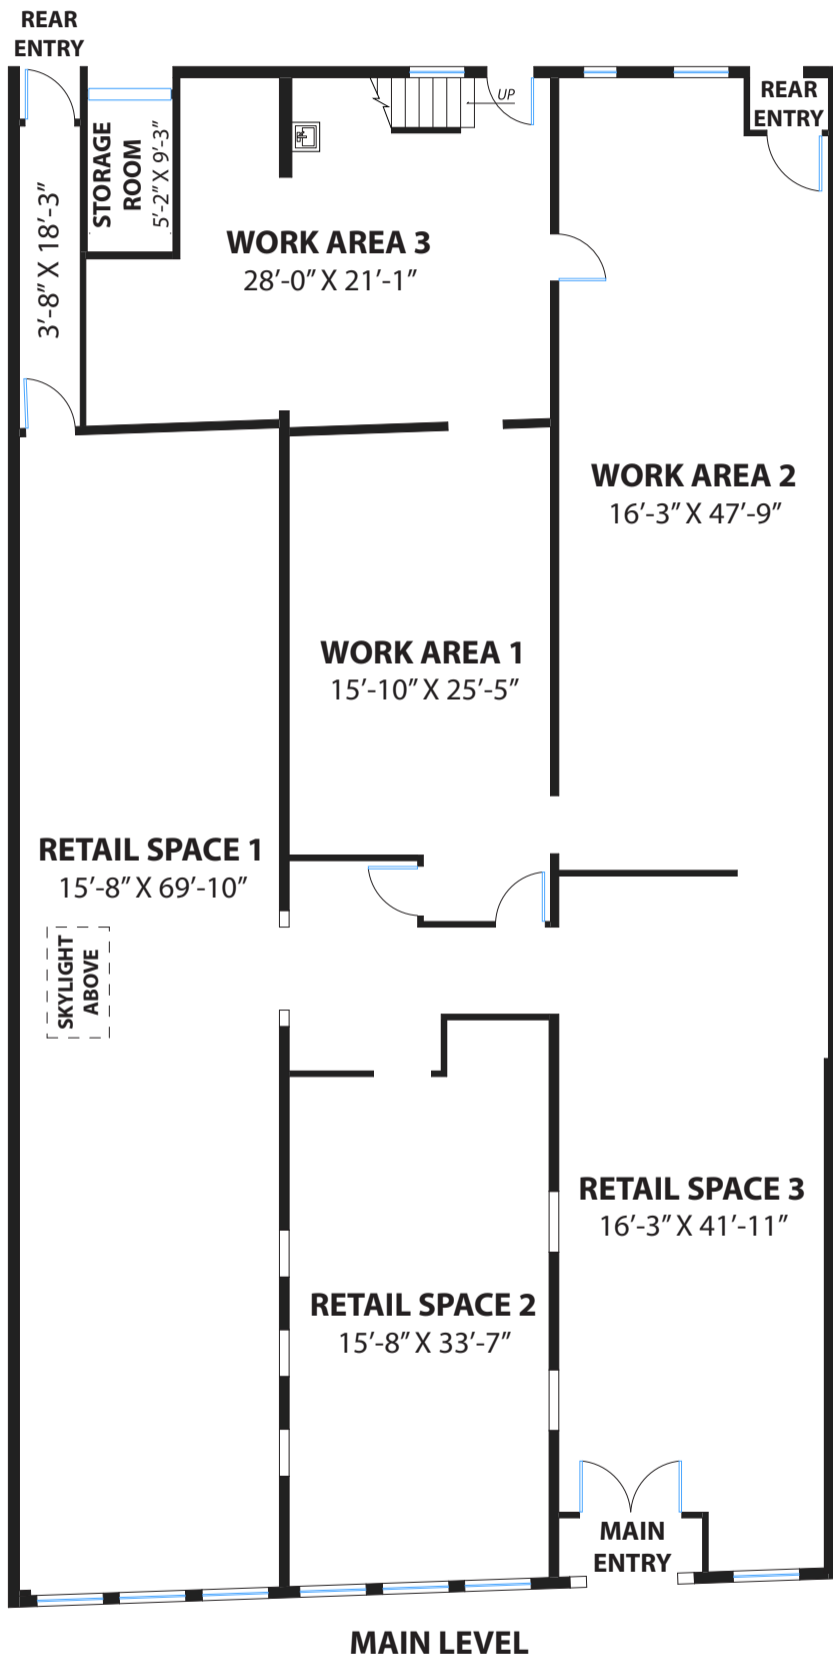 REAR
ENTRY
UP
REAR
ENTRY
STORAGE
ROOM
5’-2” X 9’-3”
3’-8” X 18’-3”
WORK AREA 3
28’-0” X 21’-1”
WORK AREA 2
16’-3” X 47’-9”
WORK AREA 1
15’-10” X 25’-5”
RETAIL SPACE 1
15’-8” X 69’-10”
SKYLIGHT
ABOVE
RETAIL SPACE 3
16’-3” X 41’-11”
RETAIL SPACE 2
15’-8” X 33’-7”
MAIN
ENTRY
MAIN LEVEL